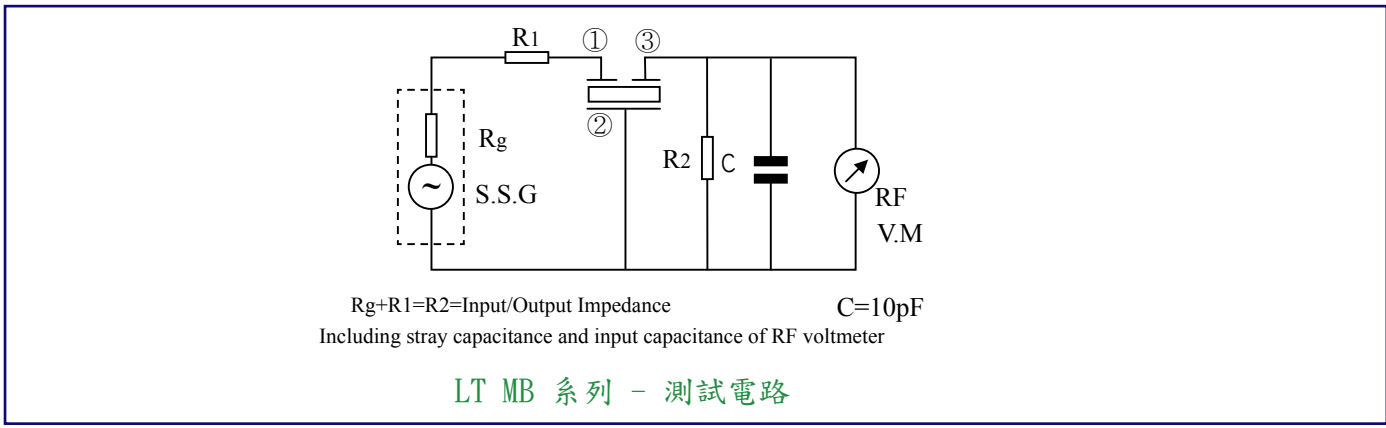 R1
①
③
②
Rg
S.S.G
R2
C
RF
V.M
Rg+R1=R2=Input/Output Impedance
C=10pF
Including stray capacitance and input capacitance of RF voltmeter
LT MB 系列 - 測試電路